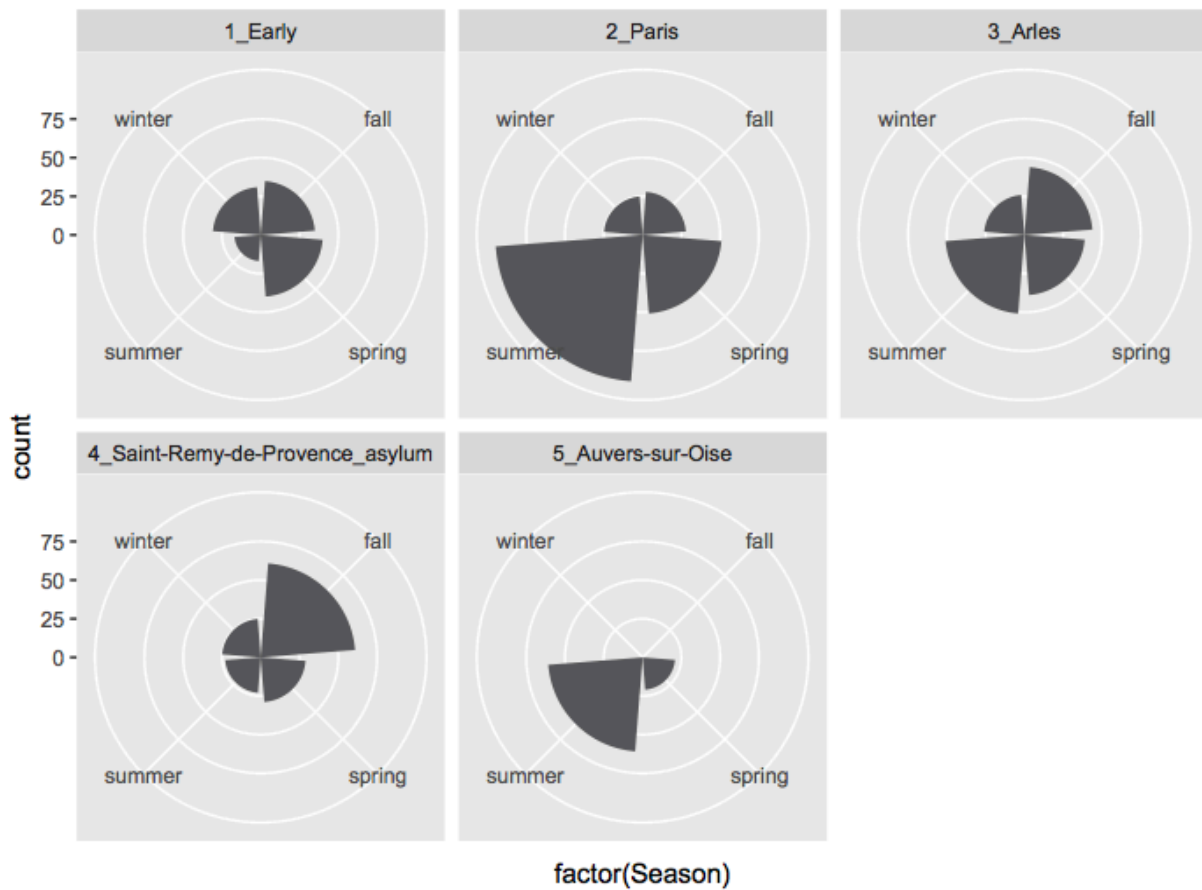 1_Early
2_Paris
3_Arles
winter fall
winter fall
winter fall
75
50
25
0
summer spring
summer spring
summer spring
count
4_Saint-Remy-de-Provence_asylum
5_Auvers-sur-Oise
winter fall
winter fall
75
50
25
0
summer spring
summer spring
factor(Season)